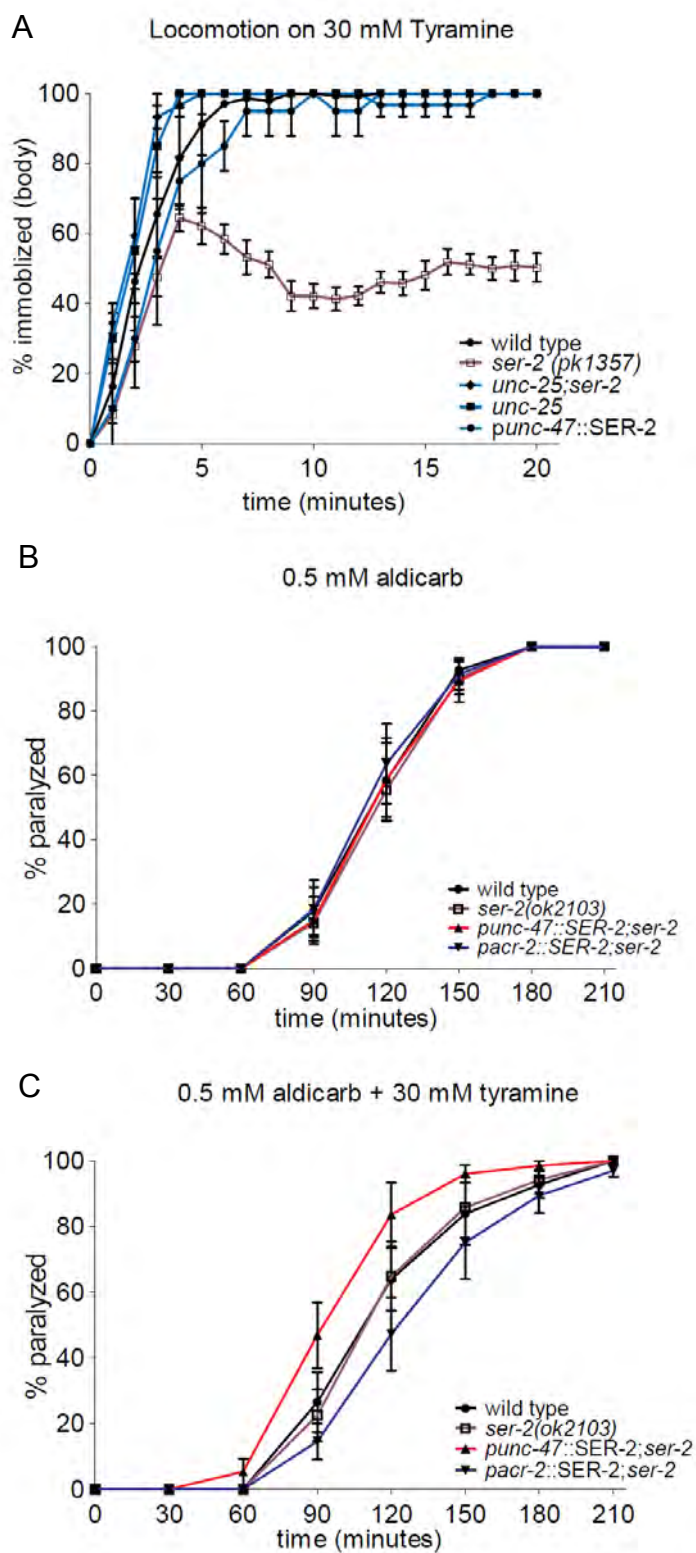 A
Locomotion on 30 mM Tyramine
% immoblized (body)
100
80
60
40
20
0
0
5
10
15
20
time (minutes)
wild type
ser-2 (pk1357)
unc-25;ser-2
unc-25
punc-47::SER-2
B
0.5 mM aldicarb
% paralyzed
100
80
60
40
20
0
0
30
60
90
120
150
180
210
time (minutes)
wild type
ser-2(ok2103)
punc-47::SER-2;ser-2
pacr-2::SER-2;ser-2
C
0.5 mM aldicarb + 30 mM tyramine
% paralyzed
100
80
60
40
20
0
0
30
60
90
120
150
180
210
time (minutes)
wild type
ser-2(ok2103)
punc-47::SER-2;ser-2
pacr-2::SER-2;ser-2